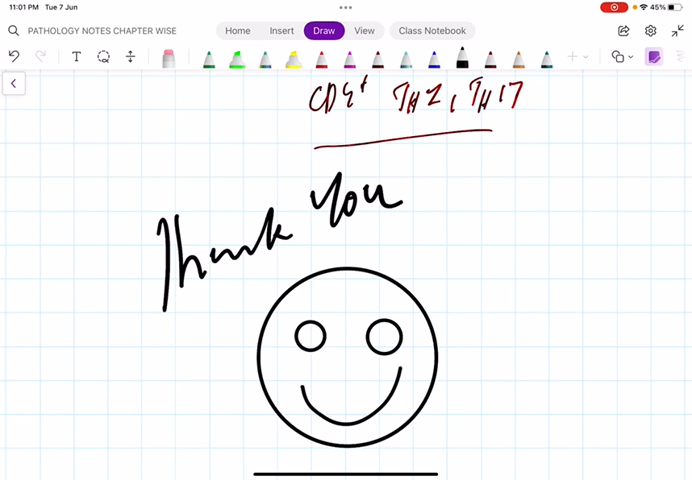 11:01 PM Tue 7 Jun
45%
PATHOLOGY NOTES CHAPTER WISE
Home Insert Draw View Class Notebook
T
CD4+ TH1, TH17
Thank You